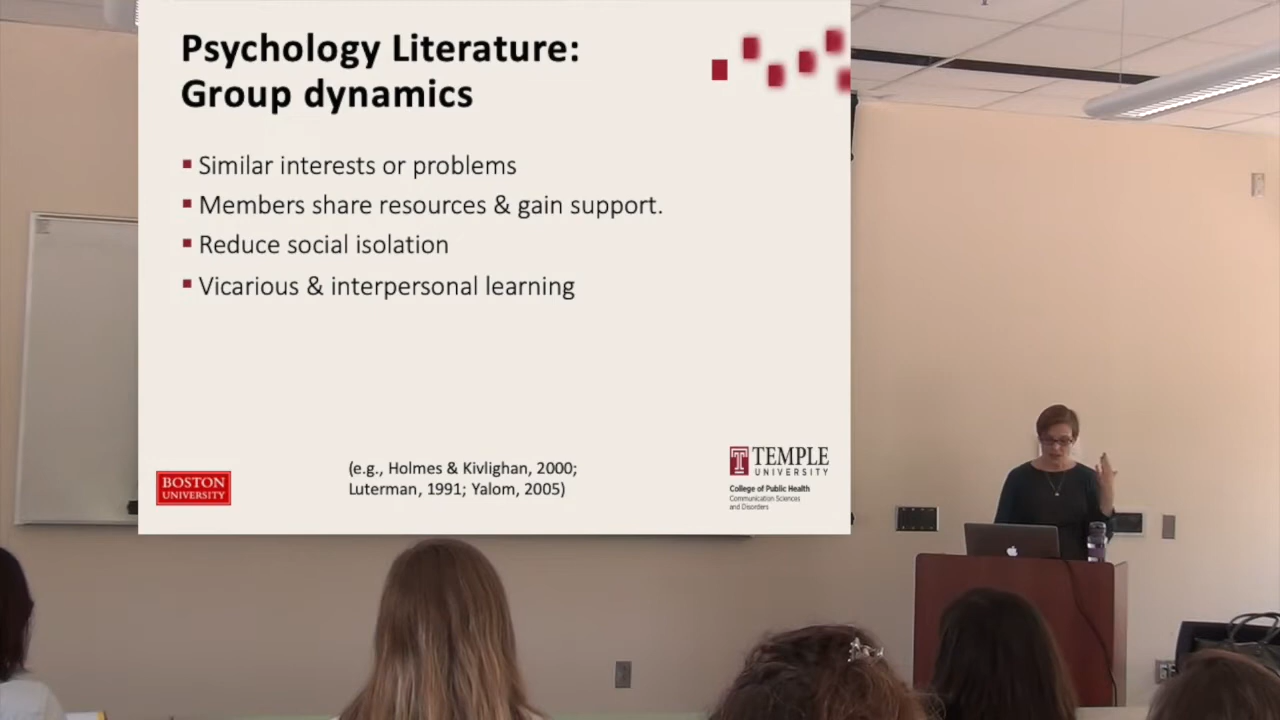 Psychology Literature:
Group dynamics
▪ Similar interests or problems
▪ Members share resources & gain support.
▪ Reduce social isolation
▪ Vicarious & interpersonal learning
(e.g., Holmes & Kivlighan, 2000;
Luterman, 1991; Yalom, 2005)
BOSTON
UNIVERSITY
TEMPLE
UNIVERSITY
College of Public Health
Communication Sciences
and Disorders